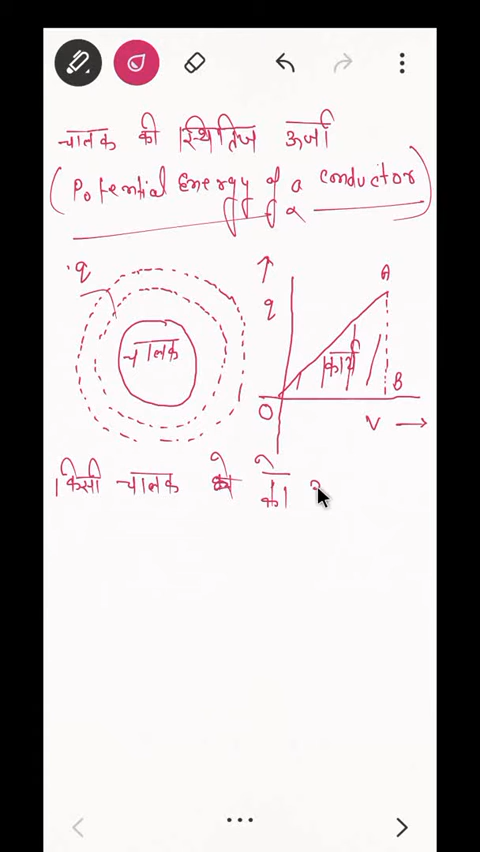 चालक की स्थितिज ऊर्जा
(Potential Energy of a conductor)
q
चालक
q
A
कार्य
B
O
V
किसी चालक को